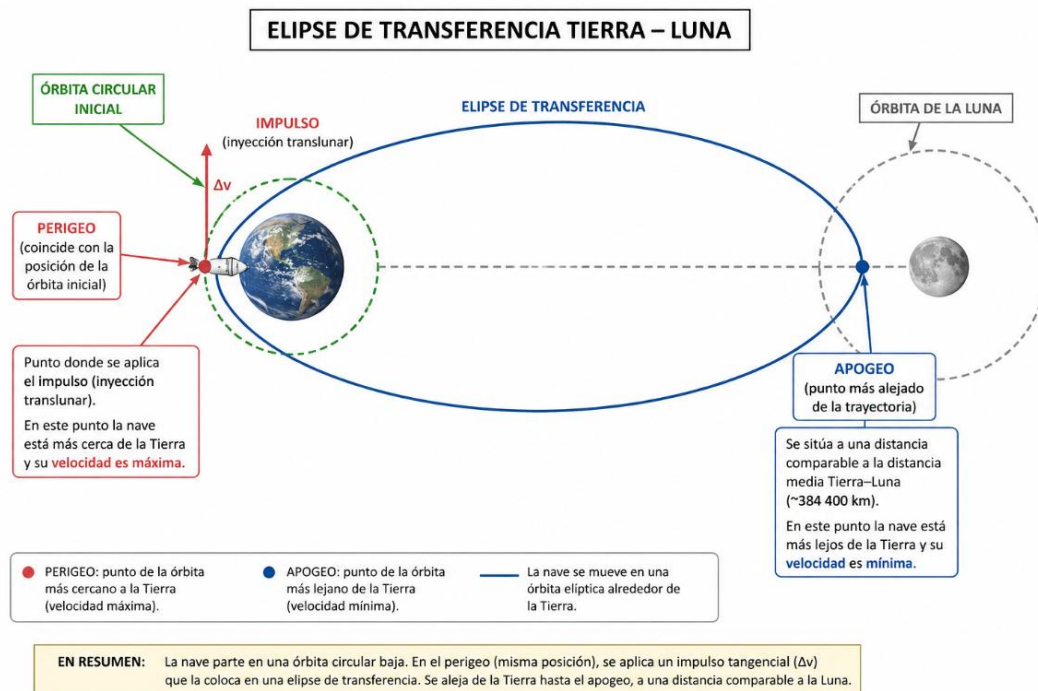 ELIPSE DE TRANSFERENCIA TIERRA – LUNA
ÓRBITA CIRCULAR
INICIAL
IMPULSO
(inyección translunar)
Δv
ELIPSE DE TRANSFERENCIA
ÓRBITA DE LA LUNA
PERIGEO
(coincide con la
posición de la
órbita inicial)
Punto donde se aplica
el impulso (inyección
translunar).
En este punto la nave
está más cerca de la Tierra
y su velocidad es máxima.
APOGEO
(punto más alejado
de la trayectoria)
Se sitúa a una distancia
comparable a la distancia
media Tierra–Luna
(~384 400 km).
En este punto la nave está
más lejos de la Tierra y su
velocidad es mínima.
PERIGEO: punto de la órbita
más cercano a la Tierra
(velocidad máxima).
APOGEO: punto de la órbita
más lejano de la Tierra
(velocidad mínima).
La nave se mueve en una
órbita elíptica alrededor de
la Tierra.
EN RESUMEN: La nave parte en una órbita circular baja. En el perigeo (misma posición), se aplica un impulso tangencial (Δv)
que la coloca en una elipse de transferencia. Se aleja de la Tierra hasta el apogeo, a una distancia comparable a la Luna.